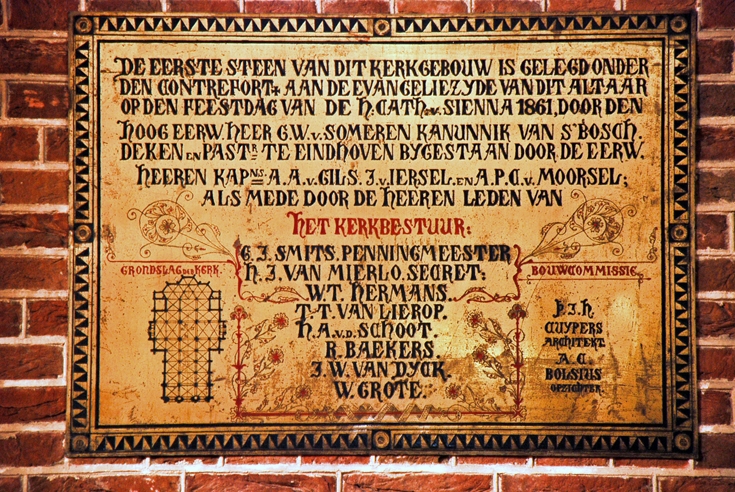 DE EERSTE STEEN VAN DIT KERKGEBOUW IS GELEGD ONDER
DEN CONTREFORT, AAN DE EVANGELIEZYDE VAN DIT ALTAAR
OP DEN FEESTDAG VAN DE H. CATH. v. SIENNA 1861, DOOR DEN
HOOG EERW. HEER G.W. v. SOMEREN KANUNNIK VAN S' BOSCH.
DEKEN EN PASTR TE EINDHOVEN BYGESTAAN DOOR DE EERW.
HEEREN KAPNS A.A. v. GILS. J. v. IERSEL. EN A.P.C. v. MOORSEL;
ALS MEDE DOOR DE HEEREN LEDEN VAN
HET KERKBESTUUR:
G. J. SMITS. PENNINGMEESTER
H. J. VAN MIERLO. SECRET:
W. T. HERMANS.
T. T. VAN LIEROP.
H. A. v. D. SCHOOT.
R. BAEKERS.
J. W. VAN DYCK.
W. GROTE.
GRONDSLAG DER KERK.
BOUWCOMMISSIE.
P. J. H
CUYPERS
ARCHITEKT.
A. C.
BOLSIUS
OPZICHTER